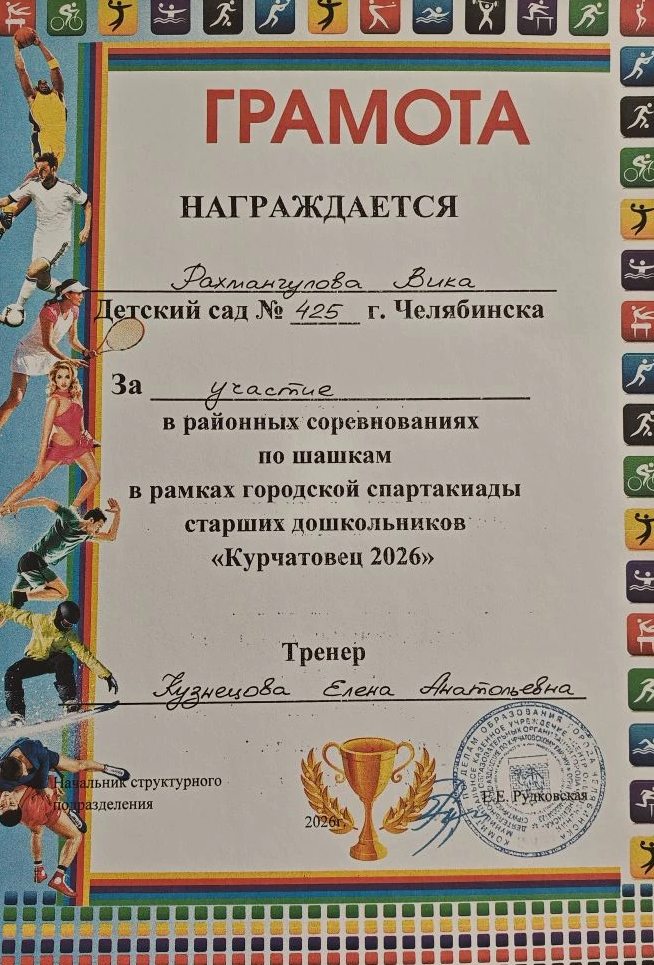 ГРАМОТА
НАГРАЖДАЕТСЯ
Рахмангулова Вика
Детский сад № 425 г. Челябинска
За участие
в районных соревнованиях
по шашкам
в рамках городской спартакиады
старших дошкольников
«Курчатовец 2026»
Тренер
Кузнецова Елена Анатольевна
Начальник структурного
подразделения
Е.Е. Рудковская
2026г.